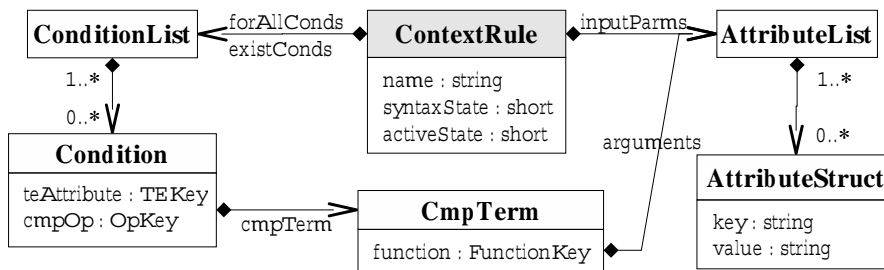 ConditionList
forAllConds
existConds
ContextRule
name : string
syntaxState : short
activeState : short
inputParms
AttributeList
1..*
0..*
1..*
0..*
Condition
teAttribute : TEKey
cmpOp : OpKey
cmpTerm
CmpTerm
function : FunctionKey
arguments
AttributeStruct
key : string
value : string